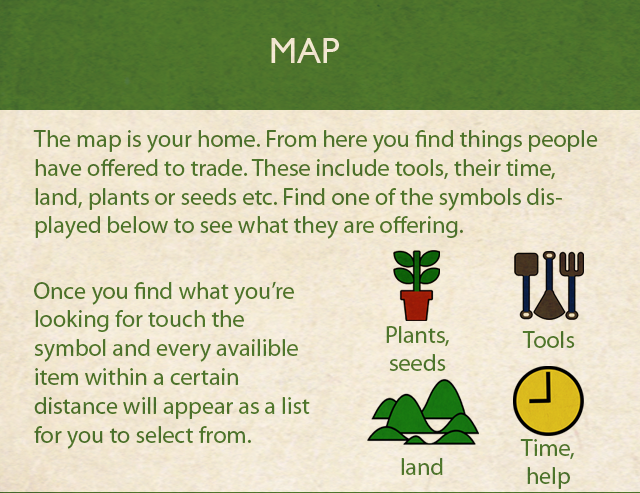 MAP
The map is your home. From here you find things people
have offered to trade. These include tools, their time,
land, plants or seeds etc. Find one of the symbols dis-
played below to see what they are offering.
Once you find what you're
looking for touch the
symbol and every availible
item within a certain
distance will appear as a list
for you to select from.
Plants,
seeds
Tools
land
Time,
help